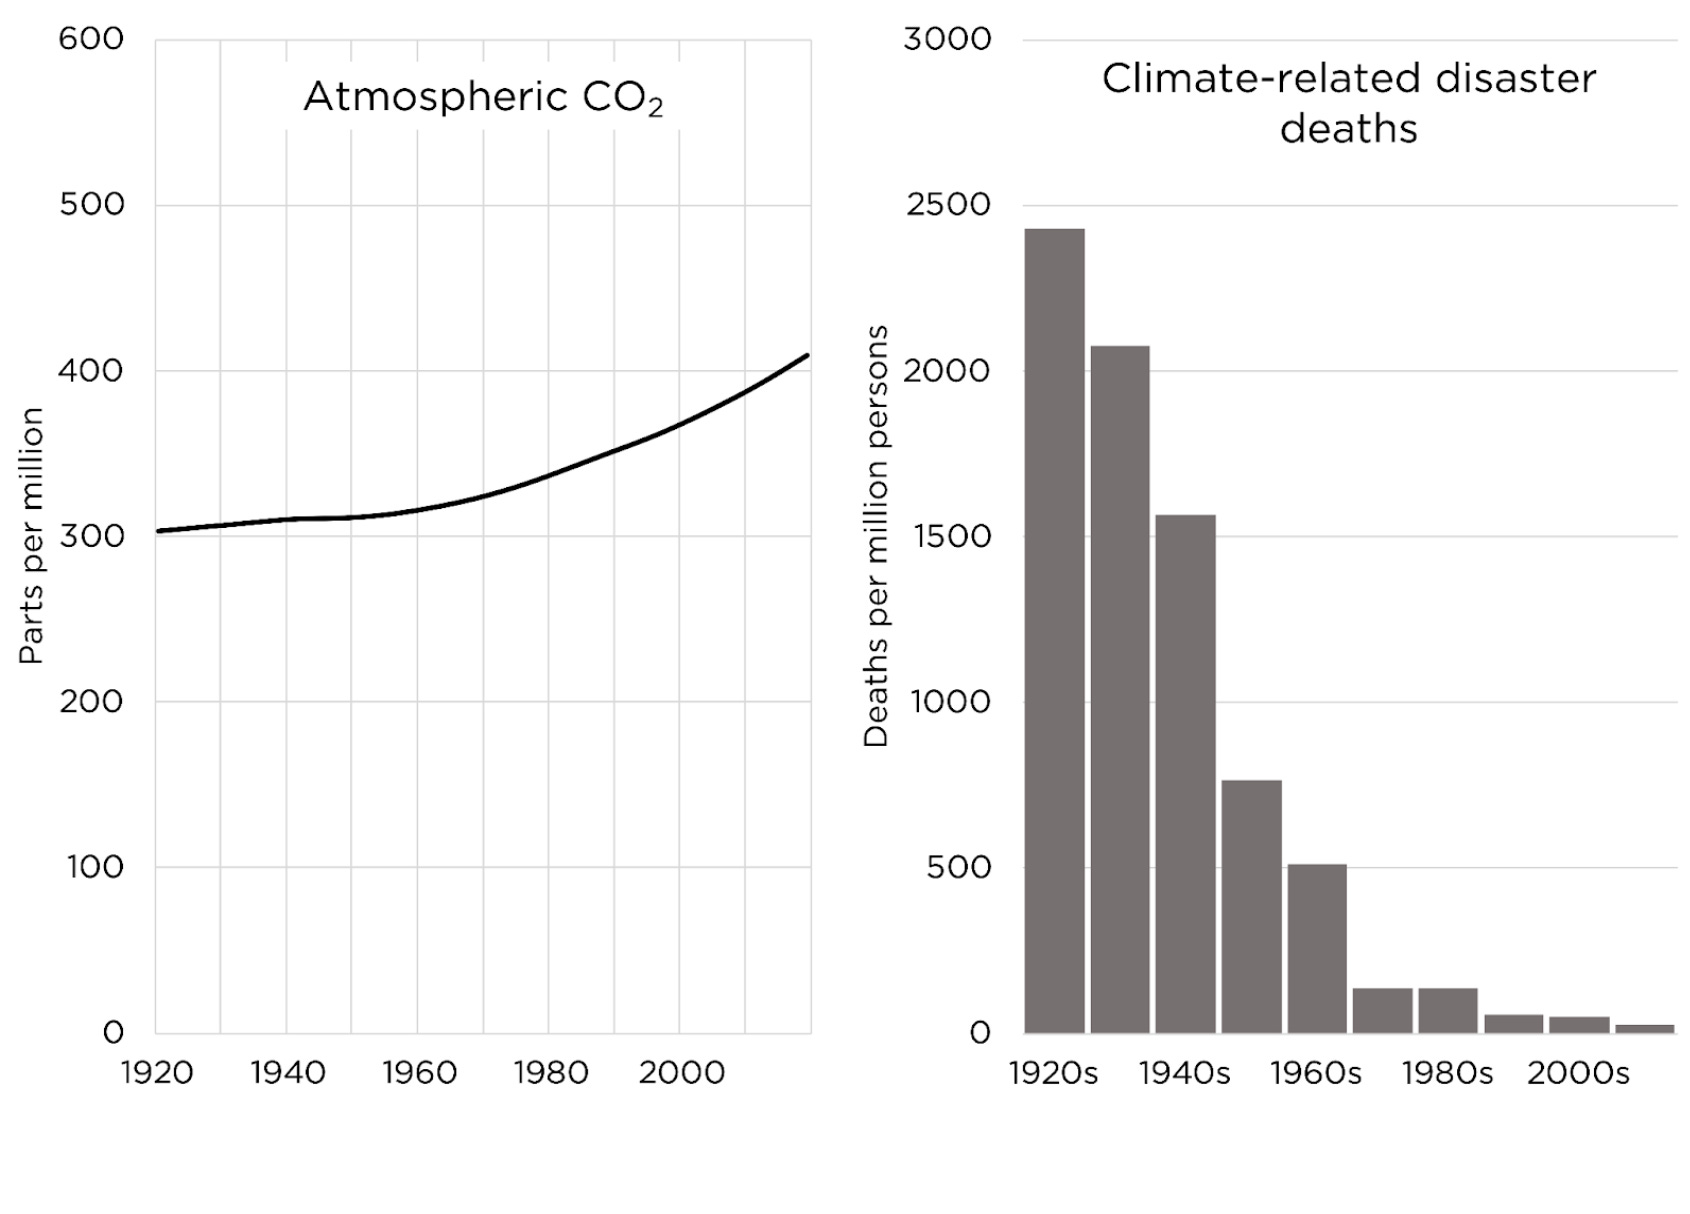 Atmospheric CO₂
Parts per million
600
500
400
300
200
100
0
1920 1940 1960 1980 2000
Climate-related disaster
deaths
Deaths per million persons
3000
2500
2000
1500
1000
500
0
1920s 1940s 1960s 1980s 2000s